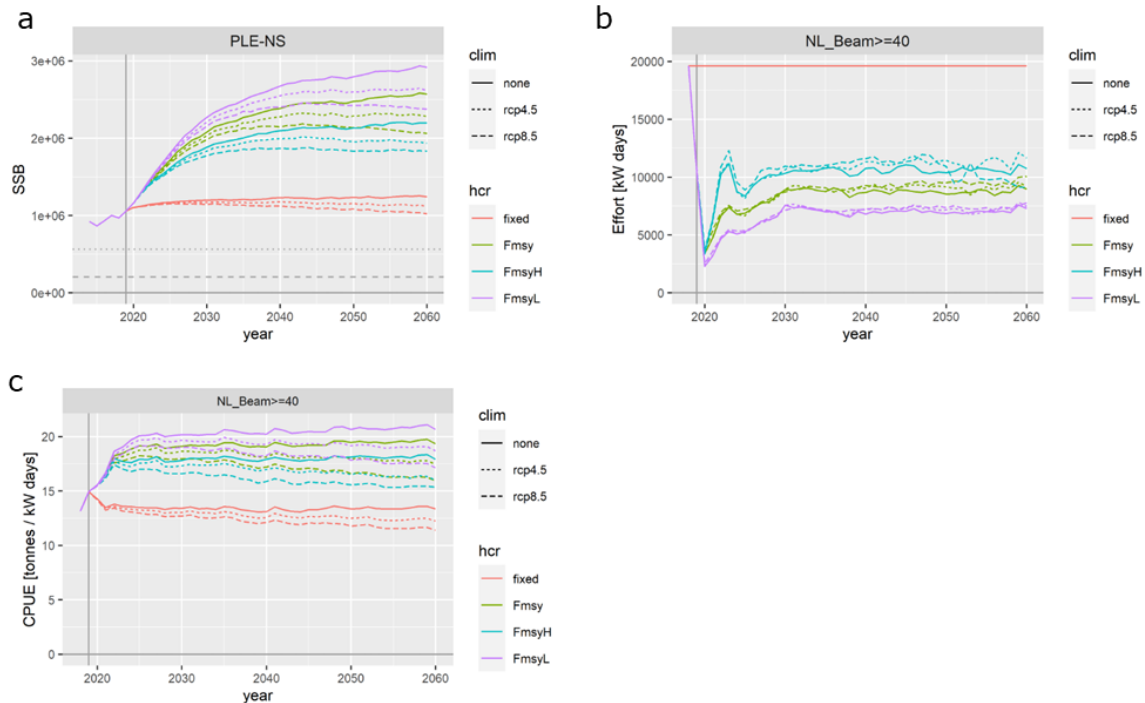 a
PLE-NS
3e+06
2e+06
1e+06
0e+00
SSB
2020
2030
2040
2050
2060
year
clim
none
rcp4.5
rcp8.5
hcr
fixed
Fmsy
FmsyH
FmsyL
b
NL_Beam>=40
20000
15000
10000
5000
0
Effort [kW days]
2020
2030
2040
2050
2060
year
clim
none
rcp4.5
rcp8.5
hcr
fixed
Fmsy
FmsyH
FmsyL
c
NL_Beam>=40
20
15
10
5
0
CPUE [tonnes / kW days]
2020
2030
2040
2050
2060
year
clim
none
rcp4.5
rcp8.5
hcr
fixed
Fmsy
FmsyH
FmsyL